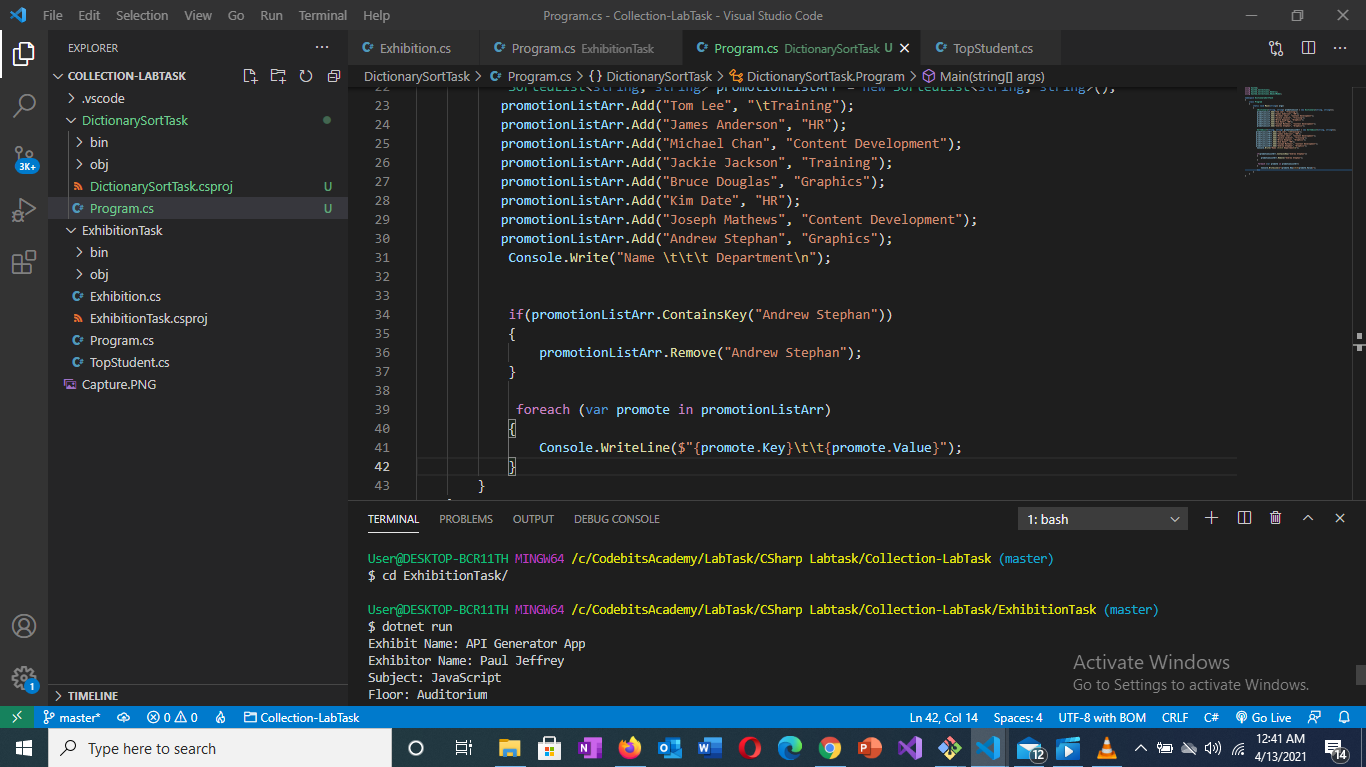 File Edit Selection View Go Run Terminal Help Program.cs - Collection-LabTask - Visual Studio Code
EXPLORER
COLLECTION-LABTASK
.vscode
DictionarySortTask
bin
obj
DictionarySortTask.csproj U
Program.cs U
ExhibitionTask
bin
obj
Exhibition.cs
ExhibitionTask.csproj
Program.cs
TopStudent.cs
Capture.PNG
TIMELINE
3K+
1
Exhibition.cs Program.cs ExhibitionTask Program.cs DictionarySortTask U TopStudent.cs
DictionarySortTask > Program.cs > {} DictionarySortTask > DictionarySortTask.Program > Main(string[] args)
22 SortedList<string, string> promotionListArr = new SortedList<string, string>();
23 promotionListArr.Add("Tom Lee", "\tTraining");
24 promotionListArr.Add("James Anderson", "HR");
25 promotionListArr.Add("Michael Chan", "Content Development");
26 promotionListArr.Add("Jackie Jackson", "Training");
27 promotionListArr.Add("Bruce Douglas", "Graphics");
28 promotionListArr.Add("Kim Date", "HR");
29 promotionListArr.Add("Joseph Mathews", "Content Development");
30 promotionListArr.Add("Andrew Stephan", "Graphics");
31 Console.Write("Name \t\t\t Department\n");
32
33
34 if(promotionListArr.ContainsKey("Andrew Stephan"))
35 {
36 promotionListArr.Remove("Andrew Stephan");
37 }
38
39 foreach (var promote in promotionListArr)
40 {
41 Console.WriteLine($"{promote.Key}\t\t{promote.Value}");
42 }
43 }
TERMINAL PROBLEMS OUTPUT DEBUG CONSOLE 1: bash
User@DESKTOP-BCR11TH MINGW64 /c/CodebitsAcademy/LabTask/CSharp Labtask/Collection-LabTask (master)
$ cd ExhibitionTask/
User@DESKTOP-BCR11TH MINGW64 /c/CodebitsAcademy/LabTask/CSharp Labtask/Collection-LabTask/ExhibitionTask (master)
$ dotnet run
Exhibit Name: API Generator App
Exhibitor Name: Paul Jeffrey
Subject: JavaScript
Floor: Auditorium
Activate Windows
Go to Settings to activate Windows.
master* 0 0 Collection-LabTask Ln 42, Col 14 Spaces: 4 UTF-8 with BOM CRLF C# Go Live
Type here to search
12
12:41 AM
4/13/2021
14